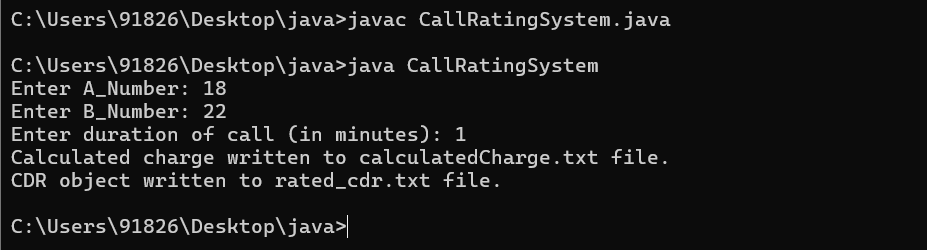 C:\Users\91826\Desktop\java>javac CallRatingSystem.java
C:\Users\91826\Desktop\java>java CallRatingSystem
Enter A_Number: 18
Enter B_Number: 22
Enter duration of call (in minutes): 1
Calculated charge written to calculatedCharge.txt file.
CDR object written to rated_cdr.txt file.
C:\Users\91826\Desktop\java>